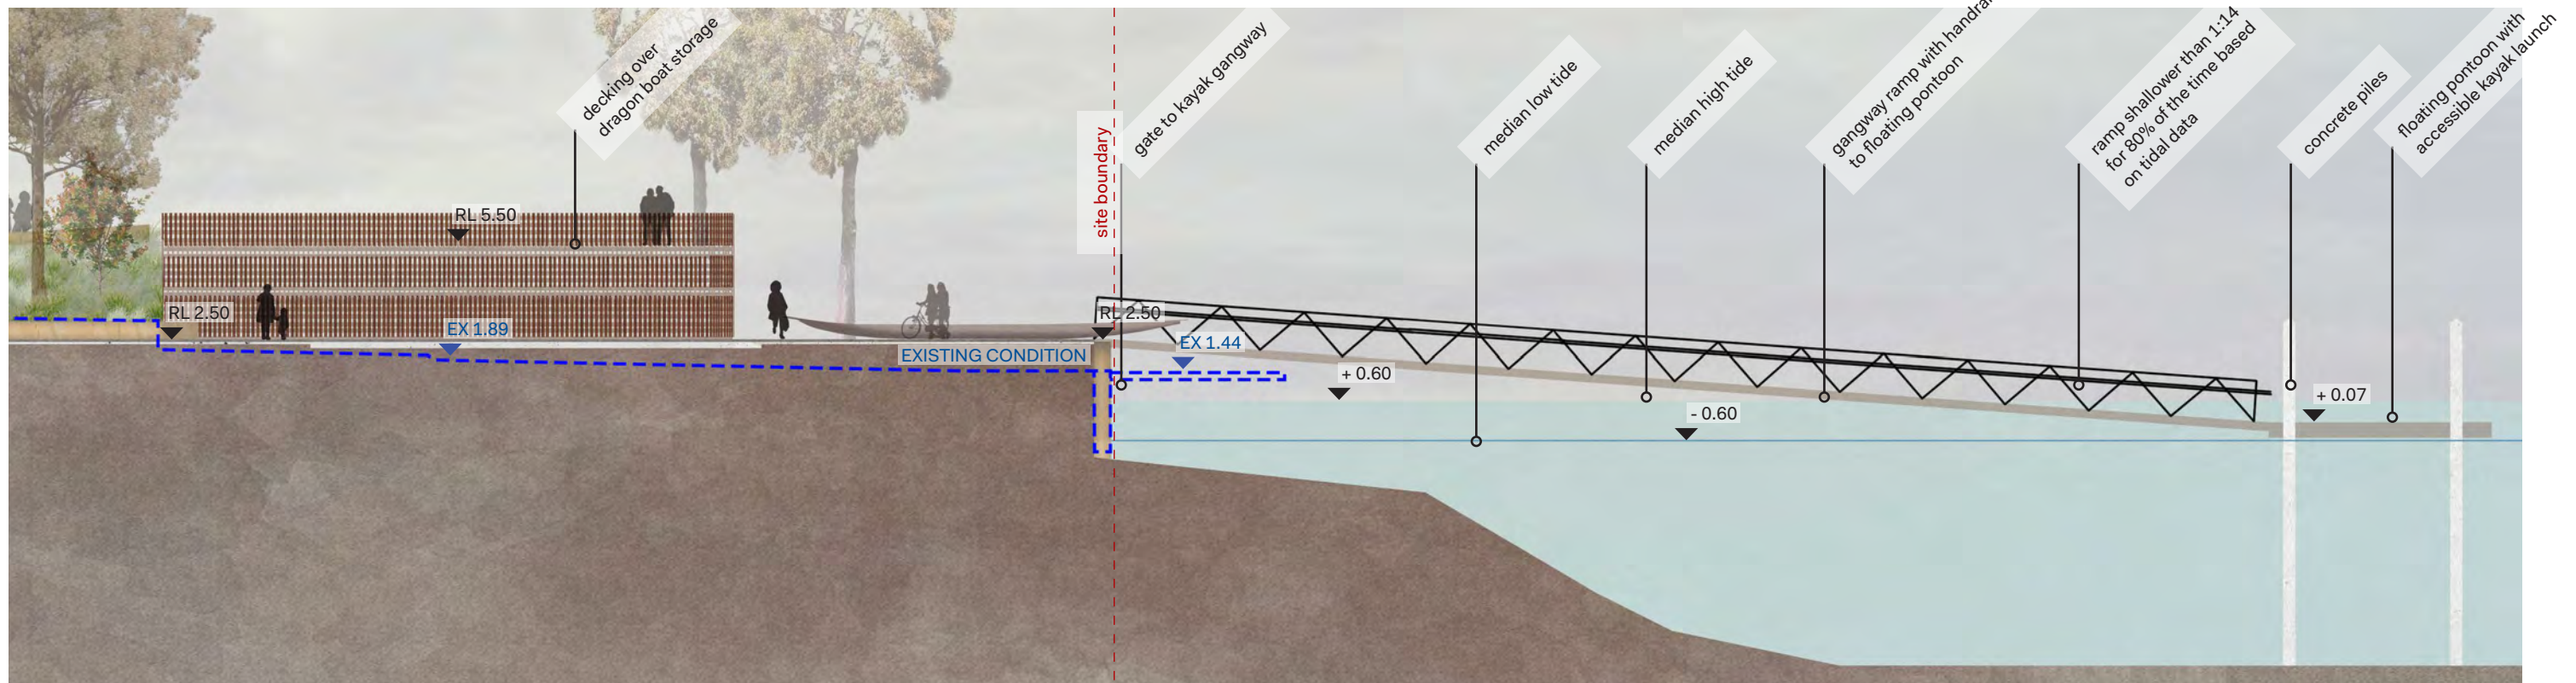 decking over
dragon boat storage
site boundary
gate to kayak gangway
median low tide
median high tide
gangway ramp with
to floating pontoon
ramp shallower than 1:14
for 80% of the time based
on tidal data
concrete piles
floating pontoon with
accessible kayak launch
RL 5.50
RL 2.50
EX 1.89
EXISTING CONDITION
RL 2.50
EX 1.44
+ 0.60
- 0.60
+ 0.07